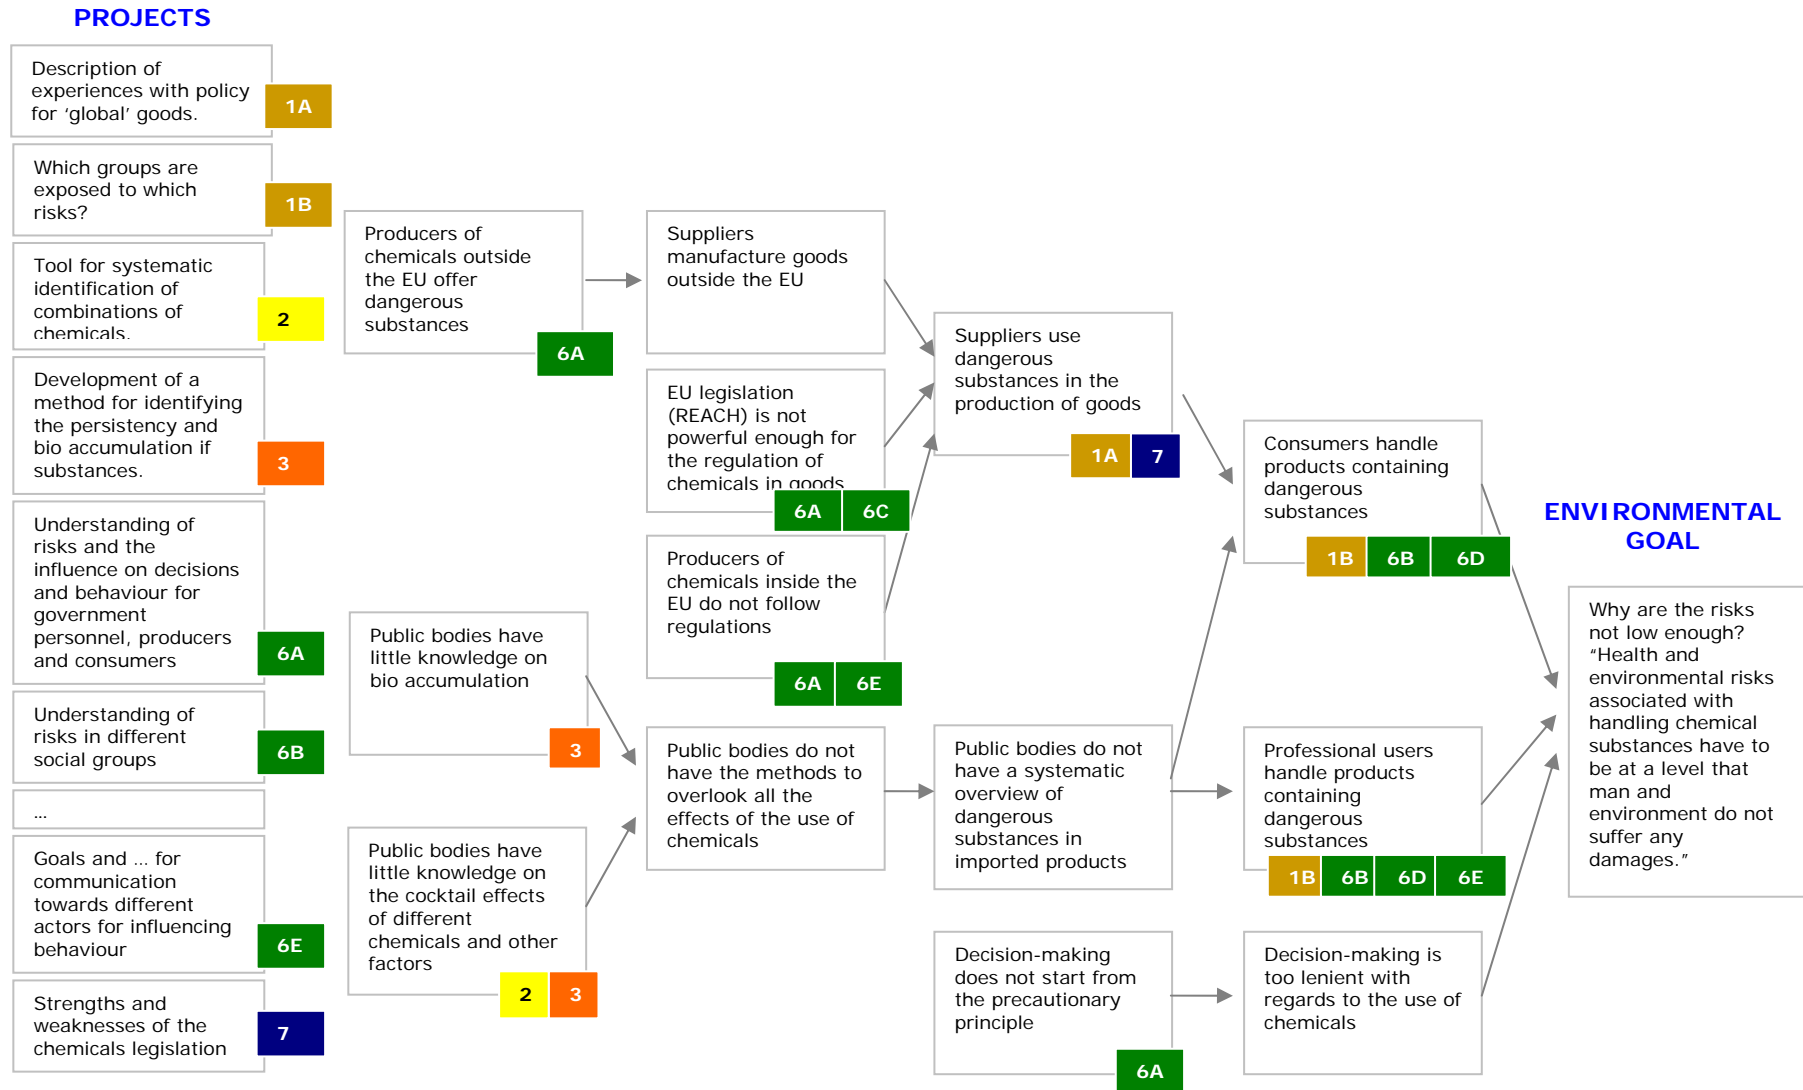 PROJECTS
Description of
experiences with policy
for ‘global’ goods.
1A
Which groups are
exposed to which
risks?
1B
Tool for systematic
identification of
combinations of
chemicals.
2
Development of a
method for identifying
the persistency and
bio accumulation if
substances.
3
Understanding of
risks and the
influence on decisions
and behaviour for
government
personnel, producers
and consumers
6A
Understanding of
risks in different
social groups
6B
...
Goals and ... for
communication
towards different
actors for influencing
behaviour
6E
Strengths and
weaknesses of the
chemicals legislation
7
Producers of
chemicals outside
the EU offer
dangerous
substances
6A
Public bodies have
little knowledge on
bio accumulation
3
Public bodies have
little knowledge on
the cocktail effects
of different
chemicals and other
factors
2 3
Suppliers
manufacture goods
outside the EU
EU legislation
(REACH) is not
powerful enough for
the regulation of
chemicals in goods
6A 6C
Producers of
chemicals inside the
EU do not follow
regulations
6A 6E
Public bodies do not
have the methods to
overlook all the
effects of the use of
chemicals
Suppliers use
dangerous
substances in the
production of goods
1A 7
Public bodies do not
have a systematic
overview of
dangerous
substances in
imported products
Decision-making
does not start from
the precautionary
principle
6A
Consumers handle
products containing
dangerous
substances
1B 6B 6D
Professional users
handle products
containing
dangerous
substances
1B 6B 6D 6E
Decision-making is
too lenient with
regards to the use of
chemicals
ENVIRONMENTAL
GOAL
Why are the risks
not low enough?
“Health and
environmental risks
associated with
handling chemical
substances have to
be at a level that
man and
environment do not
suffer any
damages.”